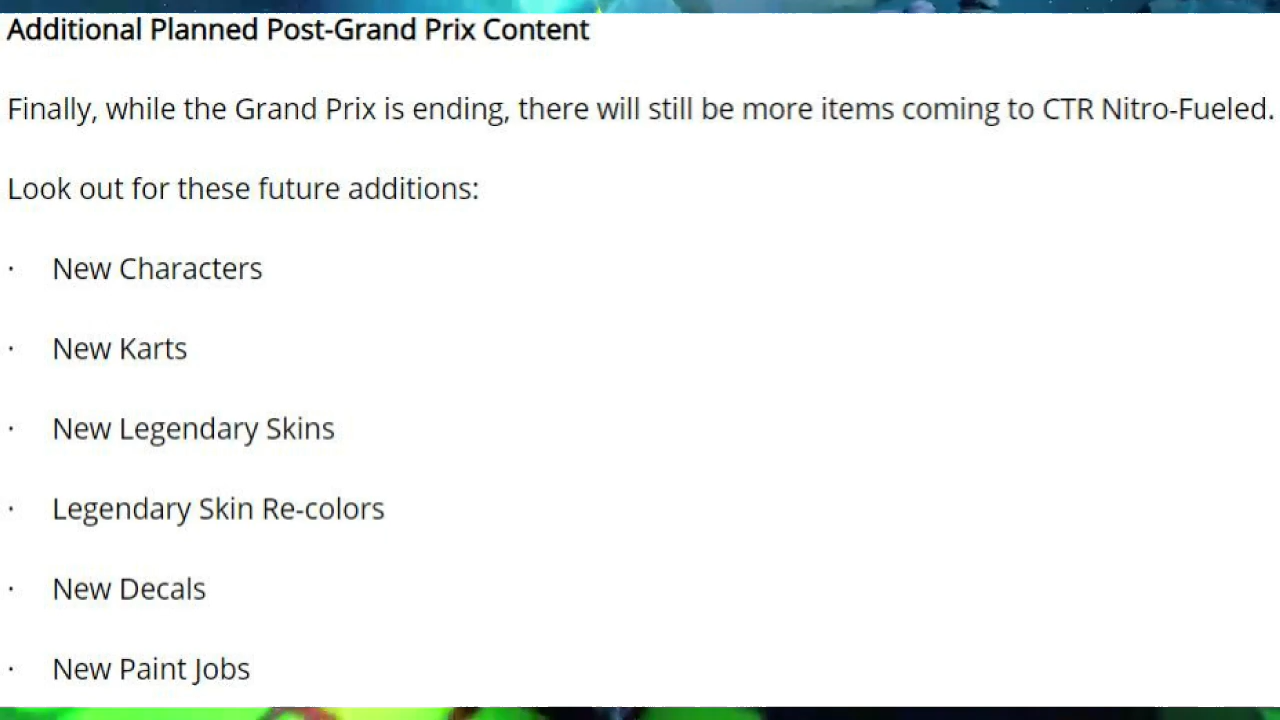 Additional Planned Post-Grand Prix Content
Finally, while the Grand Prix is ending, there will still be more items coming to CTR Nitro-Fueled.
Look out for these future additions:
· New Characters
· New Karts
· New Legendary Skins
· Legendary Skin Re-colors
· New Decals
· New Paint Jobs